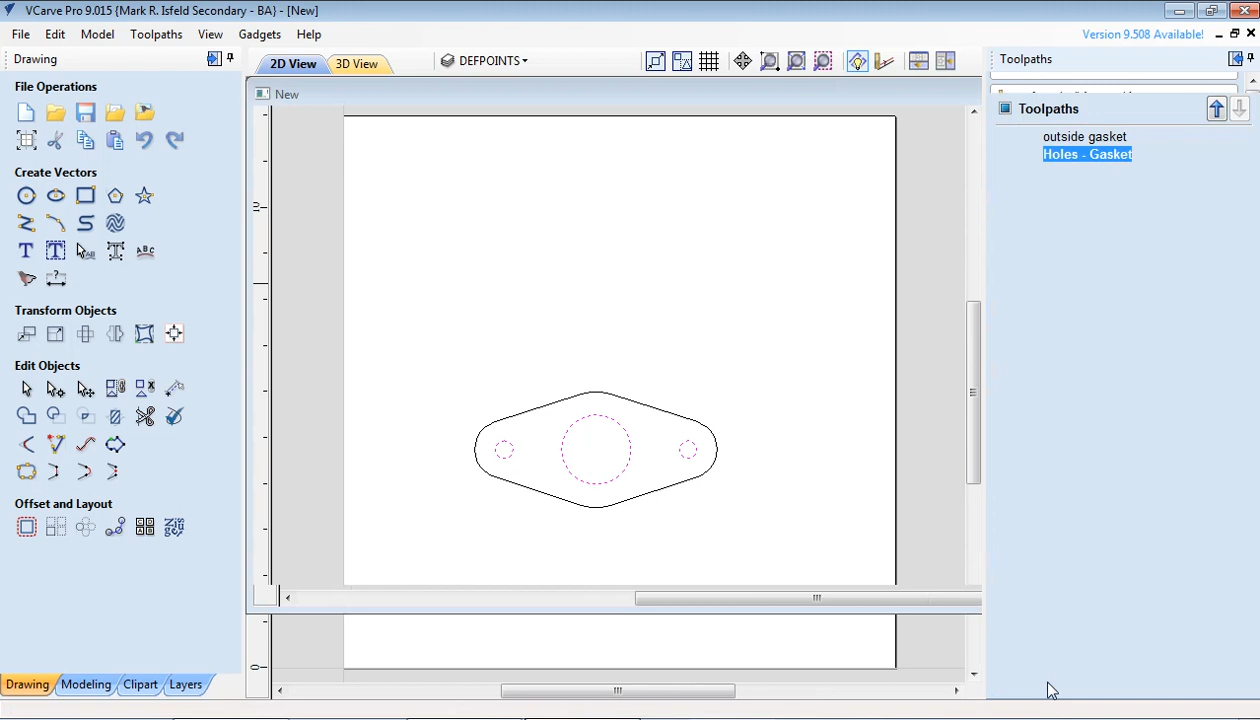 VCarve Pro 9.015 {Mark R. Isfeld Secondary - BA} - [New]
File Edit Model Toolpaths View Gadgets Help
Version 9.508 Available!
Drawing
2D View
3D View
DEFPOINTS
Toolpaths
File Operations
New
Toolpaths
outside gasket
Holes - Gasket
Create Vectors
10
Transform Objects
Edit Objects
Offset and Layout
0
Drawing
Modeling
Clipart
Layers